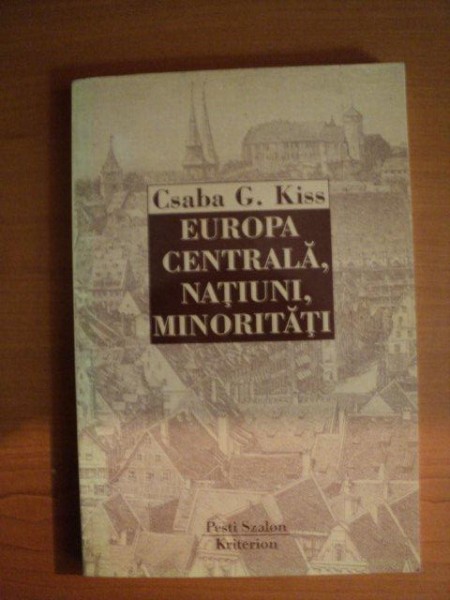 Csaba G. Kiss
EUROPA
CENTRALĂ,
NAȚIUNI,
MINORITĂȚI
Pesti Szalon
Kriterion